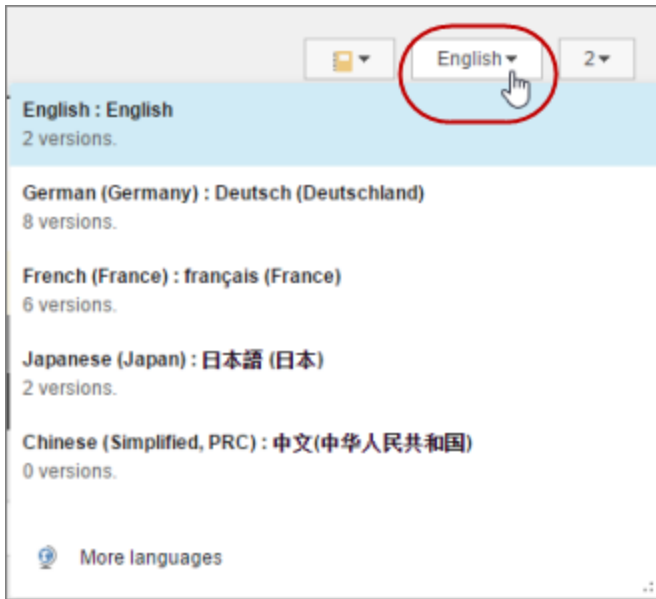 English
2
English : English
2 versions.
German (Germany) : Deutsch (Deutschland)
8 versions.
French (France) : français (France)
6 versions.
Japanese (Japan) : 日本語 (日本)
2 versions.
Chinese (Simplified, PRC) : 中文(中华人民共和国)
0 versions.
More languages